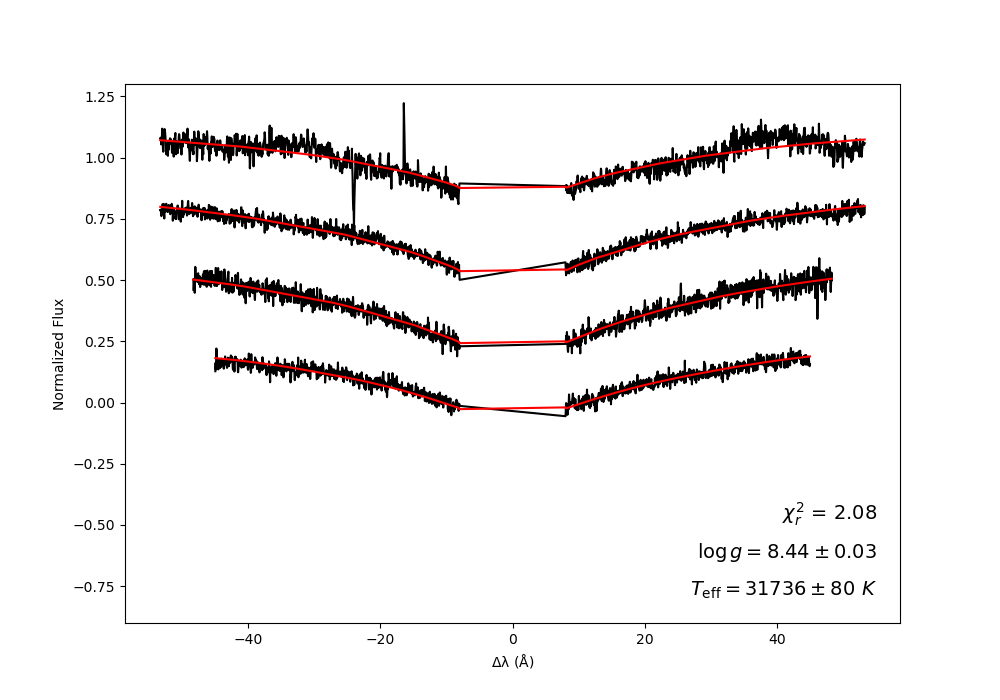 1.25
1.00
0.75
0.50
0.25
0.00
−0.25
−0.50
−0.75
Normalized Flux
χ²ᵣ = 2.08
log g = 8.44 ± 0.03
T_eff = 31736 ± 80 K
−40 −20 0 20 40
Δλ (Å)